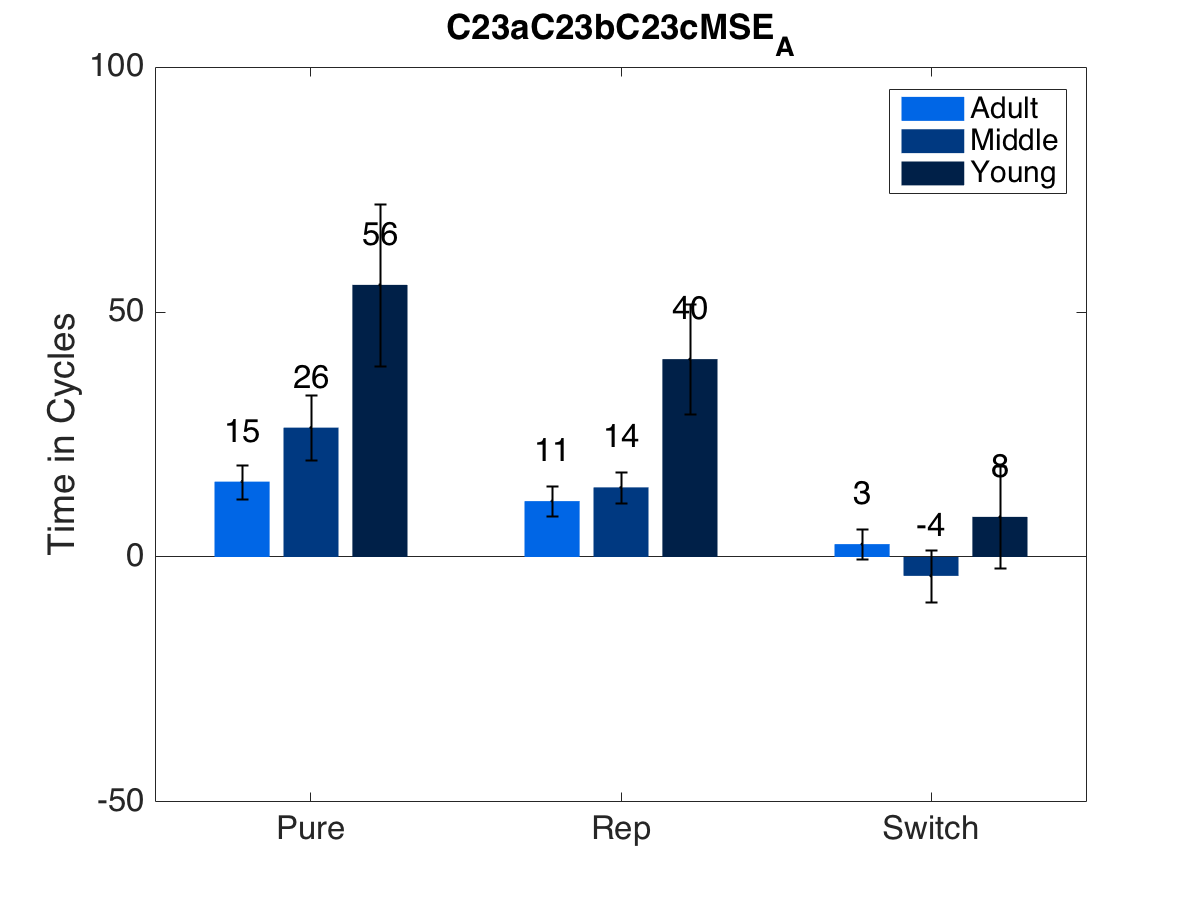 C23aC23bC23cMSE_A
100
50
0
-50
Time in Cycles
Adult
Middle
Young
15
26
56
11
14
40
3
-4
8
Pure
Rep
Switch